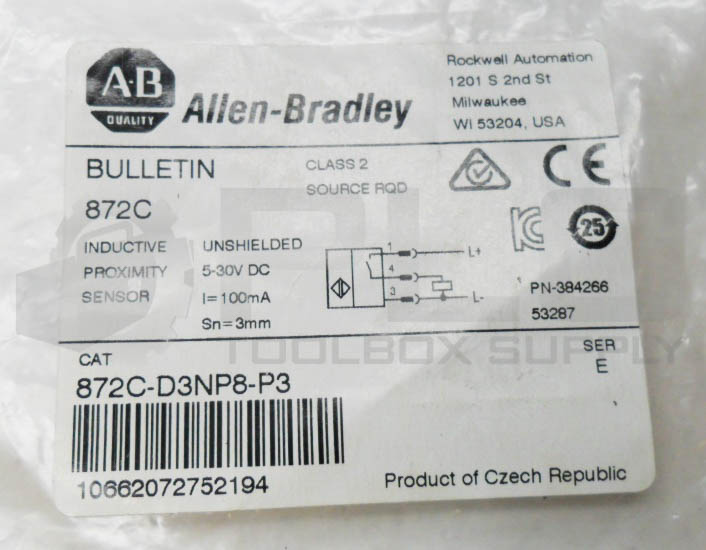 A·B
QUALITY
Allen-Bradley
Rockwell Automation
1201 S 2nd St
Milwaukee
WI 53204, USA
BULLETIN
872C
CLASS 2
SOURCE RQD
CE
25
INDUCTIVE
PROXIMITY
SENSOR
UNSHIELDED
5-30V DC
I=100mA
Sn=3mm
1
4
3
L+
L-
PN-384266
53287
PLC
TOOLBOX SUPPLY
CAT
872C-D3NP8-P3
SER
E
10662072752194
Product of Czech Republic